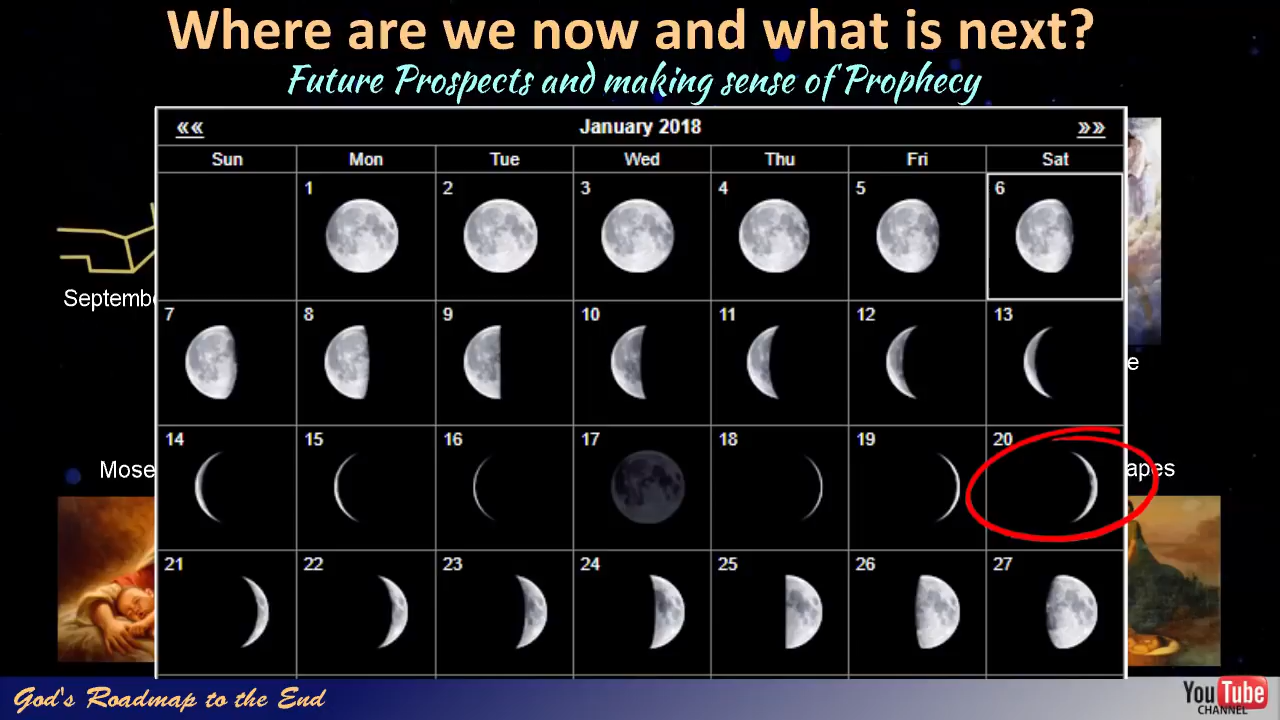 Where are we now and what is next?
Future Prospects and making sense of Prophecy
«« January 2018 »»
Sun Mon Tue Wed Thu Fri Sat
1 2 3 4 5 6
7 8 9 10 11 12 13
14 15 16 17 18 19 20
21 22 23 24 25 26 27
Septembe
e
Mose
apes
God's Roadmap to the End
YouTube
CHANNEL